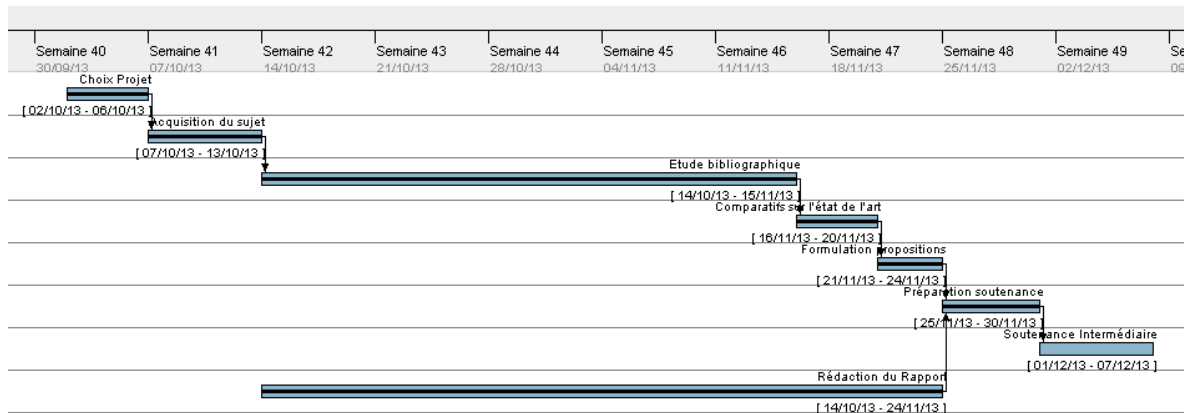 Semaine 40 Semaine 41 Semaine 42 Semaine 43 Semaine 44 Semaine 45 Semaine 46 Semaine 47 Semaine 48 Semaine 49 Se
30/09/13 07/10/13 14/10/13 21/10/13 28/10/13 04/11/13 11/11/13 18/11/13 25/11/13 02/12/13 09
Choix Projet
[ 02/10/13 - 06/10/13 ]
Acquisition du sujet
[ 07/10/13 - 13/10/13 ]
Etude bibliographique
[ 14/10/13 - 15/11/13 ]
Comparatifs sur l'état de l'art
[ 16/11/13 - 20/11/13 ]
Formulation propositions
[ 21/11/13 - 24/11/13 ]
Préparation soutenance
[ 25/11/13 - 30/11/13 ]
Soutenance Intermédiaire
[ 01/12/13 - 07/12/13 ]
Rédaction du Rapport
[ 14/10/13 - 24/11/13 ]